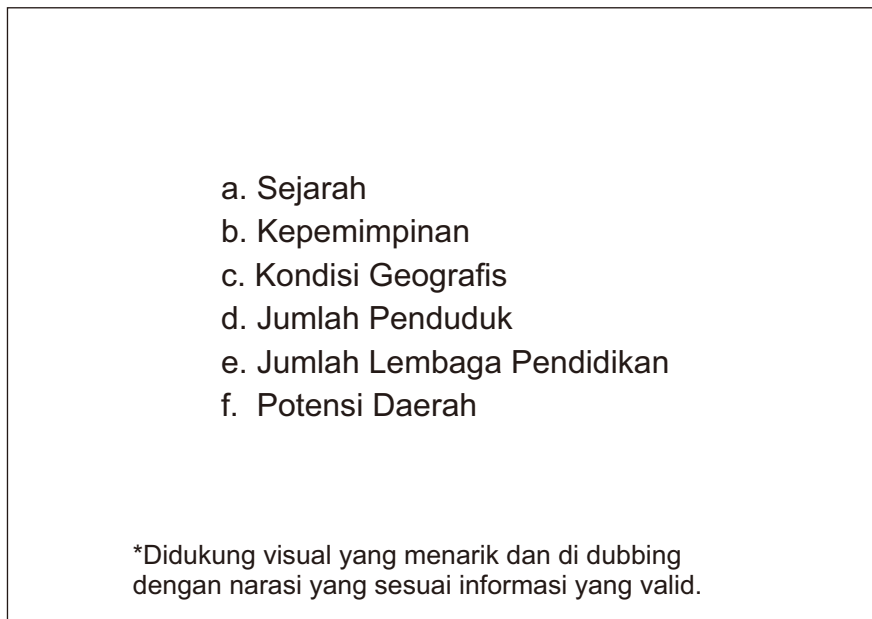 a. Sejarah
b. Kepemimpinan
c. Kondisi Geografis
d. Jumlah Penduduk
e. Jumlah Lembaga Pendidikan
f. Potensi Daerah
*Didukung visual yang menarik dan di dubbing
dengan narasi yang sesuai informasi yang valid.